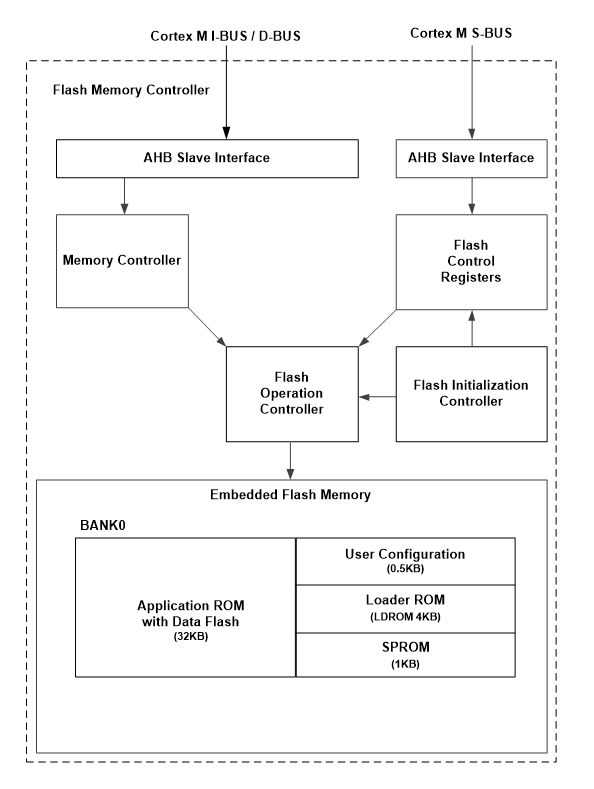 Cortex M I-BUS / D-BUS
Cortex M S-BUS
Flash Memory Controller
AHB Slave Interface
AHB Slave Interface
Memory Controller
Flash
Control
Registers
Flash
Operation
Controller
Flash Initialization
Controller
Embedded Flash Memory
BANK0
Application ROM
with Data Flash
(32KB)
User Configuration
(0.5KB)
Loader ROM
(LDROM 4KB)
SPROM
(1KB)